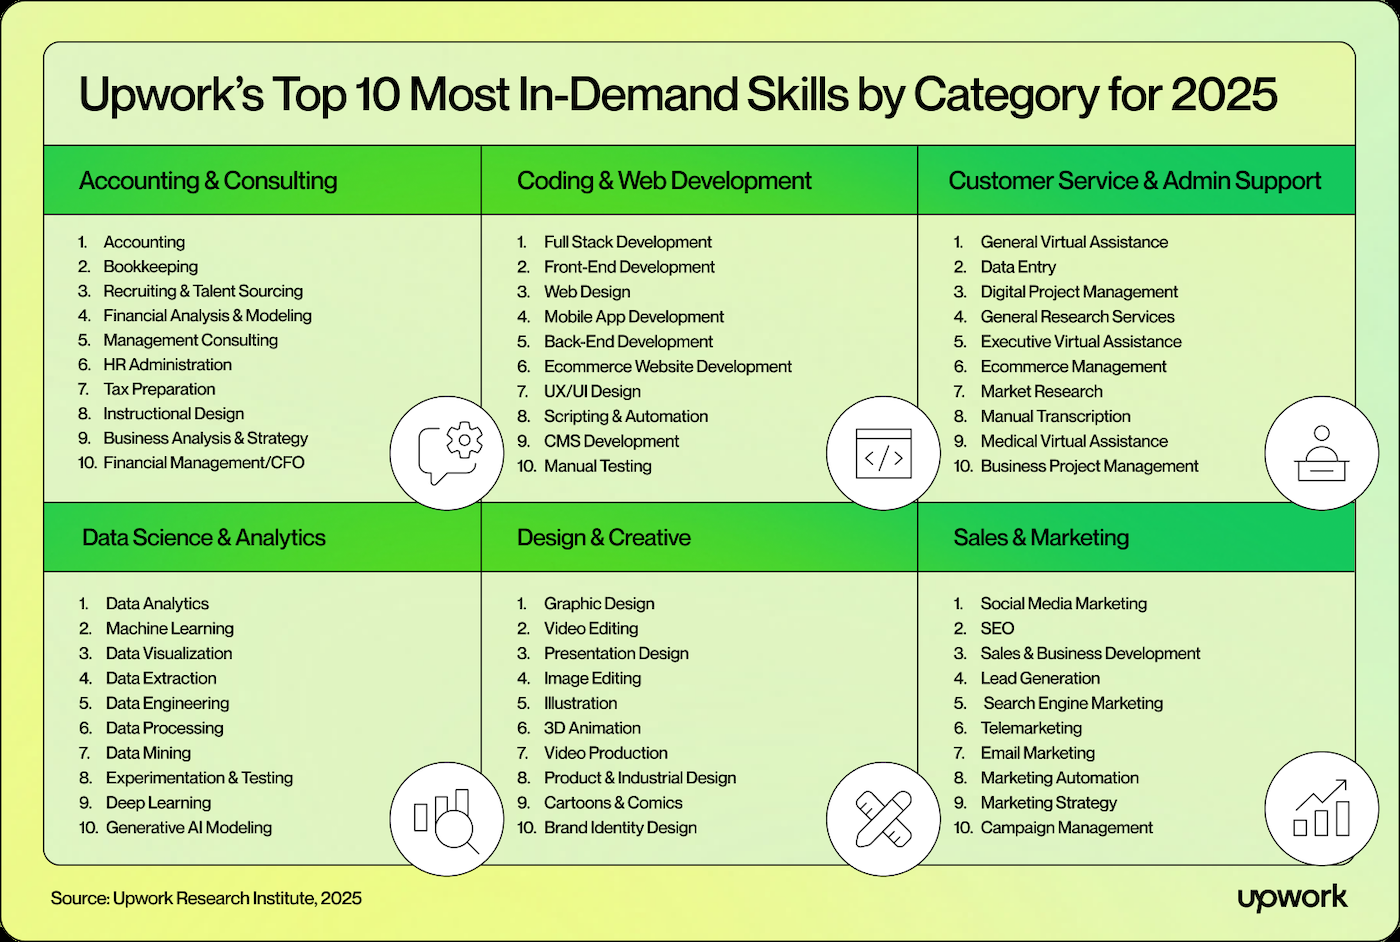 Upwork's Top 10 Most In-Demand Skills by Category for 2025
Accounting & Consulting
1. Accounting
2. Bookkeeping
3. Recruiting & Talent Sourcing
4. Financial Analysis & Modeling
5. Management Consulting
6. HR Administration
7. Tax Preparation
8. Instructional Design
9. Business Analysis & Strategy
10. Financial Management/CFO
Coding & Web Development
1. Full Stack Development
2. Front-End Development
3. Web Design
4. Mobile App Development
5. Back-End Development
6. Ecommerce Website Development
7. UX/UI Design
8. Scripting & Automation
9. CMS Development
10. Manual Testing
Customer Service & Admin Support
1. General Virtual Assistance
2. Data Entry
3. Digital Project Management
4. General Research Services
5. Executive Virtual Assistance
6. Ecommerce Management
7. Market Research
8. Manual Transcription
9. Medical Virtual Assistance
10. Business Project Management
Data Science & Analytics
1. Data Analytics
2. Machine Learning
3. Data Visualization
4. Data Extraction
5. Data Engineering
6. Data Processing
7. Data Mining
8. Experimentation & Testing
9. Deep Learning
10. Generative AI Modeling
Design & Creative
1. Graphic Design
2. Video Editing
3. Presentation Design
4. Image Editing
5. Illustration
6. 3D Animation
7. Video Production
8. Product & Industrial Design
9. Cartoons & Comics
10. Brand Identity Design
Sales & Marketing
1. Social Media Marketing
2. SEO
3. Sales & Business Development
4. Lead Generation
5. Search Engine Marketing
6. Telemarketing
7. Email Marketing
8. Marketing Automation
9. Marketing Strategy
10. Campaign Management
Source: Upwork Research Institute, 2025
upwork